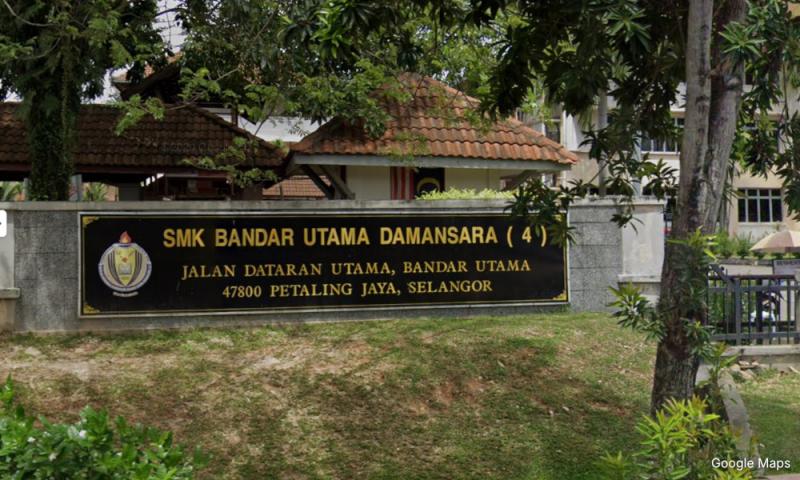 SMK BANDAR UTAMA DAMANSARA ( 4 )
JALAN DATARAN UTAMA, BANDAR UTAMA
47800 PETALING JAYA, SELANGOR
Google Maps